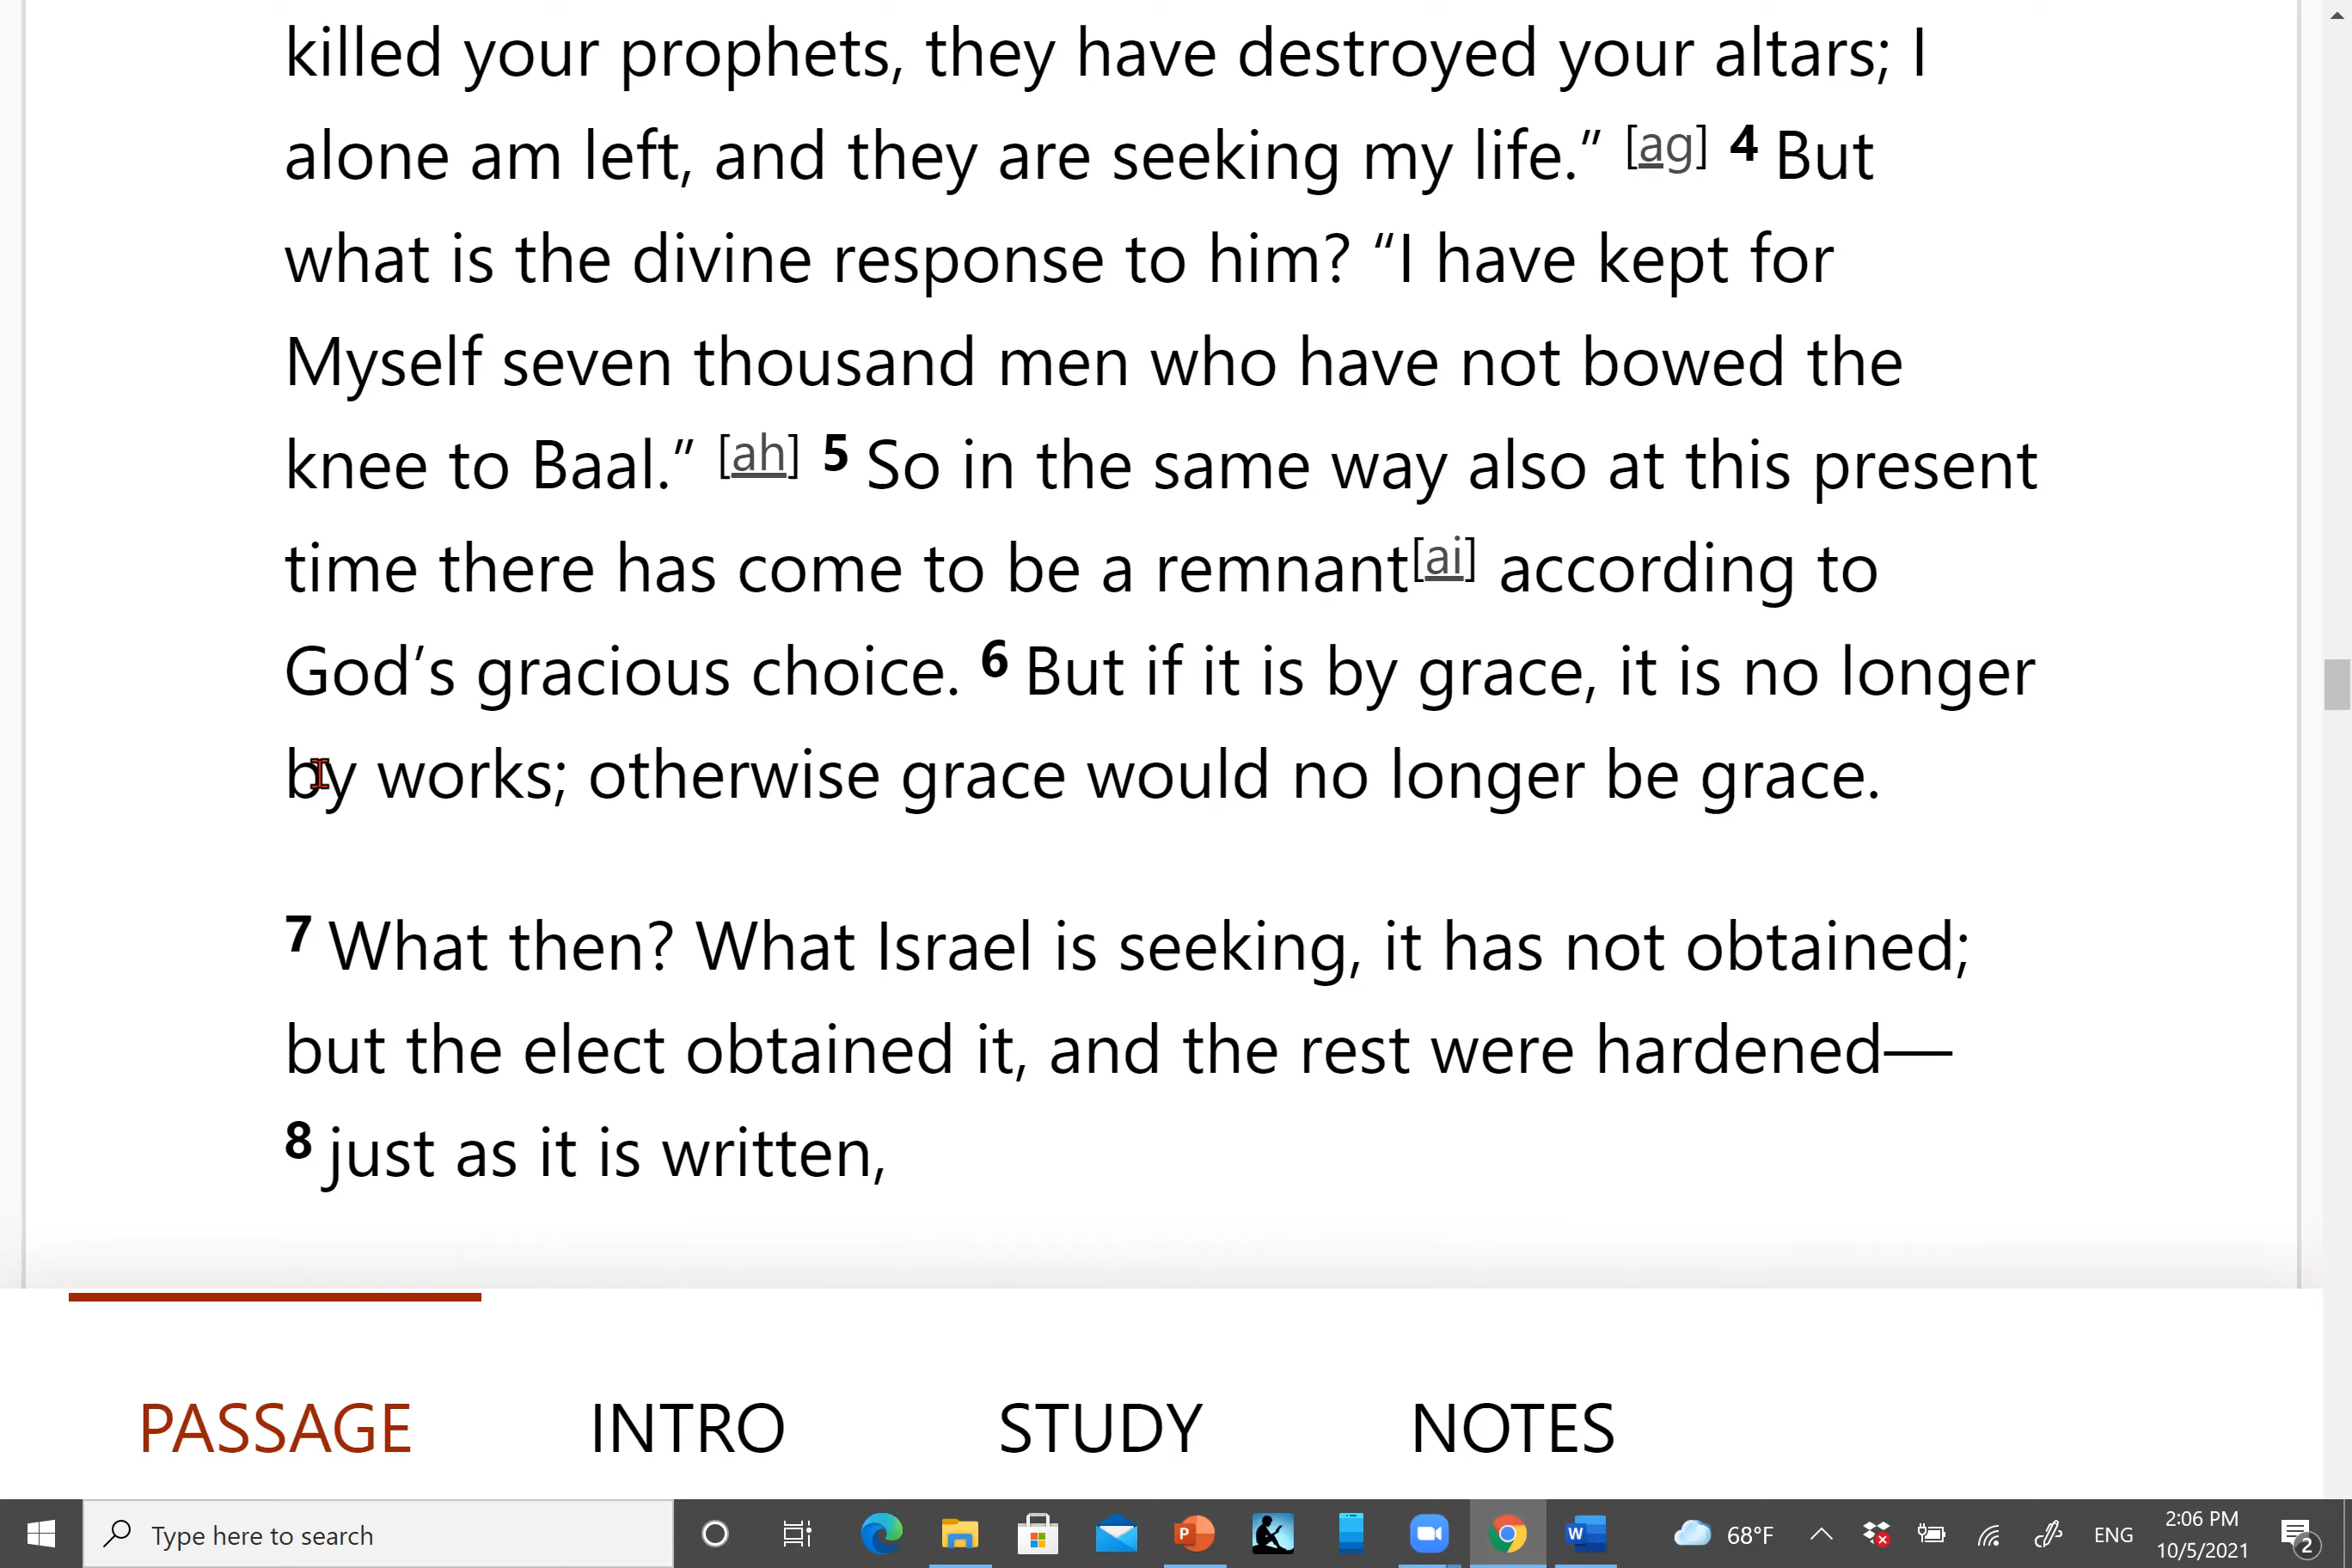 killed your prophets, they have destroyed your altars; I
alone am left, and they are seeking my life.” [ag] 4 But
what is the divine response to him? “I have kept for
Myself seven thousand men who have not bowed the
knee to Baal.” [ah] 5 So in the same way also at this present
time there has come to be a remnant[ai] according to
God’s gracious choice. 6 But if it is by grace, it is no longer
by works; otherwise grace would no longer be grace.
7 What then? What Israel is seeking, it has not obtained;
but the elect obtained it, and the rest were hardened—
8 just as it is written,
PASSAGE INTRO STUDY NOTES
Type here to search
P
W
68°F
ENG
2:06 PM
10/5/2021
2